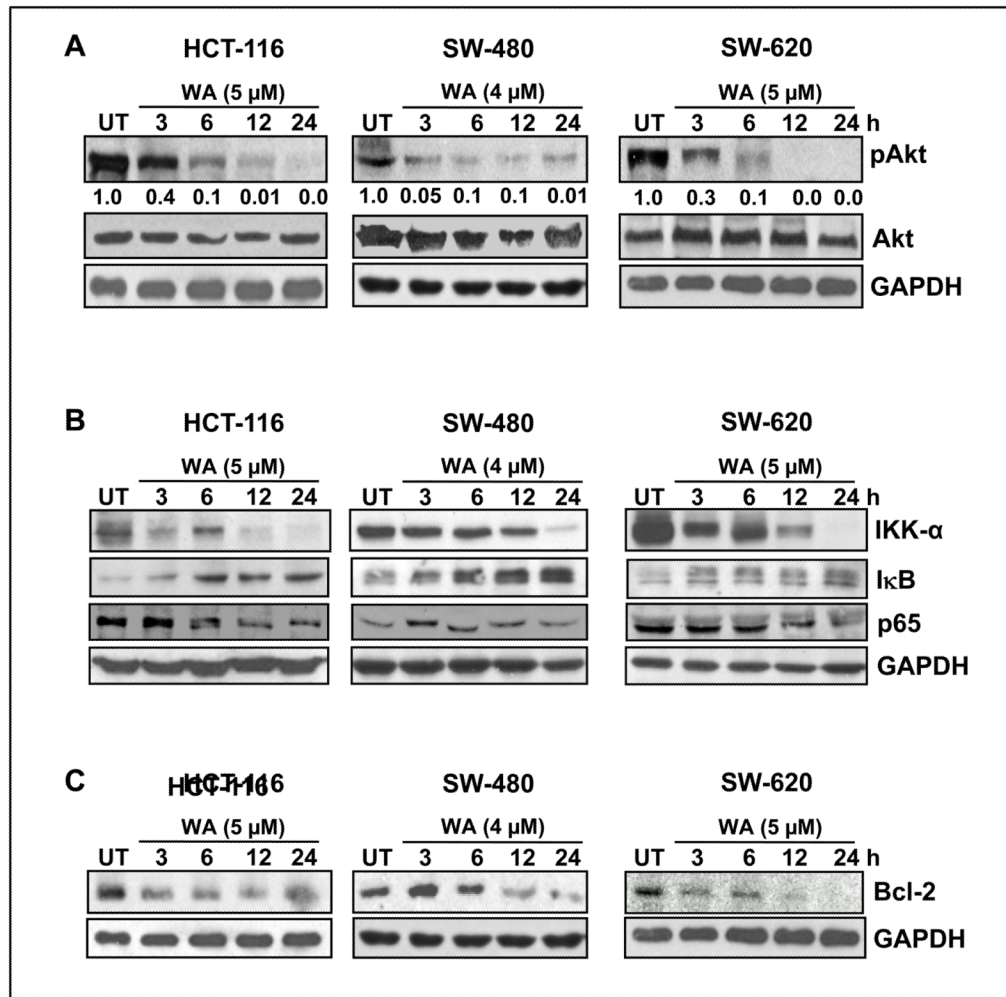 A HCT-116 SW-480 SW-620
WA (5 µM) WA (4 µM) WA (5 µM)
UT 3 6 12 24 UT 3 6 12 24 UT 3 6 12 24 h
pAkt
1.0 0.4 0.1 0.01 0.0 1.0 0.05 0.1 0.1 0.01 1.0 0.3 0.1 0.0 0.0
Akt
GAPDH
B HCT-116 SW-480 SW-620
WA (5 µM) WA (4 µM) WA (5 µM)
UT 3 6 12 24 UT 3 6 12 24 UT 3 6 12 24 h
IKK-α
IκB
p65
GAPDH
C HCT-116 SW-480 SW-620
HCT-116
WA (5 µM) WA (4 µM) WA (5 µM)
UT 3 6 12 24 UT 3 6 12 24 UT 3 6 12 24 h
Bcl-2
GAPDH